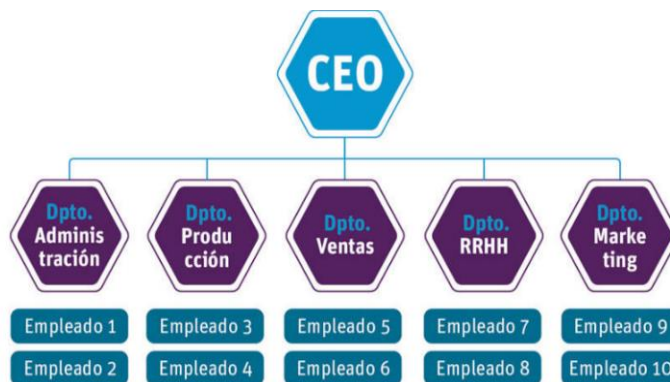 CEO
Dpto.
Adminis
tración
Dpto.
Produ
cción
Dpto.
Ventas
Dpto.
RRHH
Dpto.
Marke
ting
Empleado 1
Empleado 3
Empleado 5
Empleado 7
Empleado 9
Empleado 2
Empleado 4
Empleado 6
Empleado 8
Empleado 10